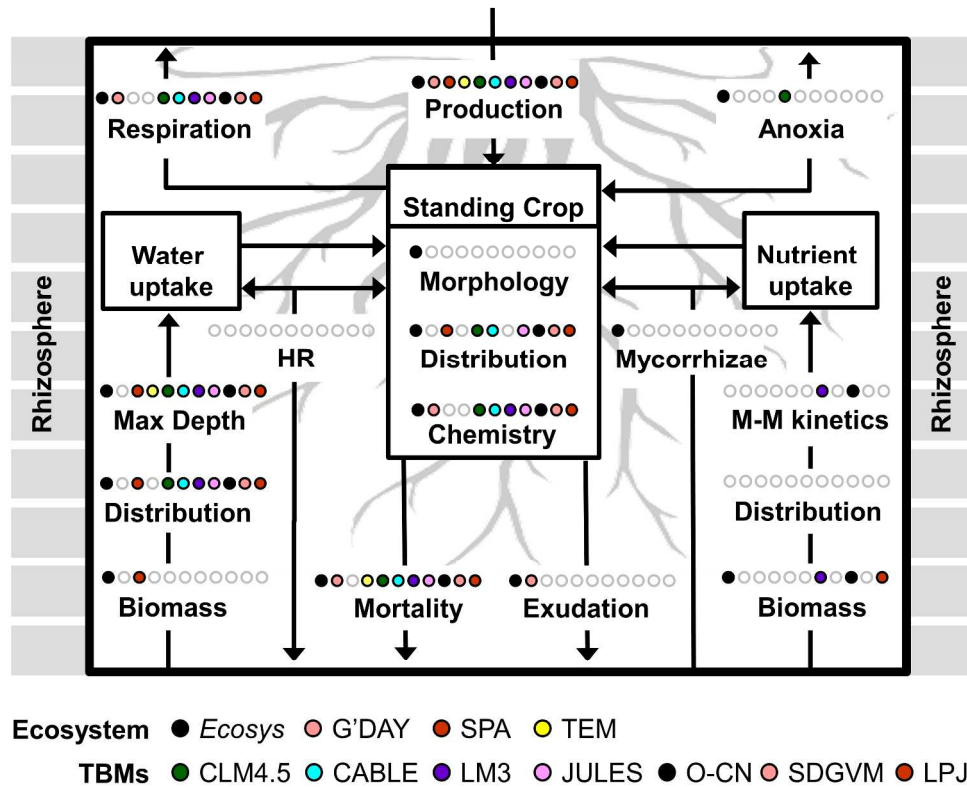 Production
Respiration
Anoxia
Standing Crop
Water
uptake
Nutrient
uptake
Morphology
HR
Distribution
Mycorrhizae
Max Depth
Chemistry
M-M kinetics
Distribution
Distribution
Biomass
Mortality
Exudation
Biomass
Rhizosphere
Rhizosphere
Ecosystem Ecosys G'DAY SPA TEM
TBMs CLM4.5 CABLE LM3 JULES O-CN SDGVM LPJ